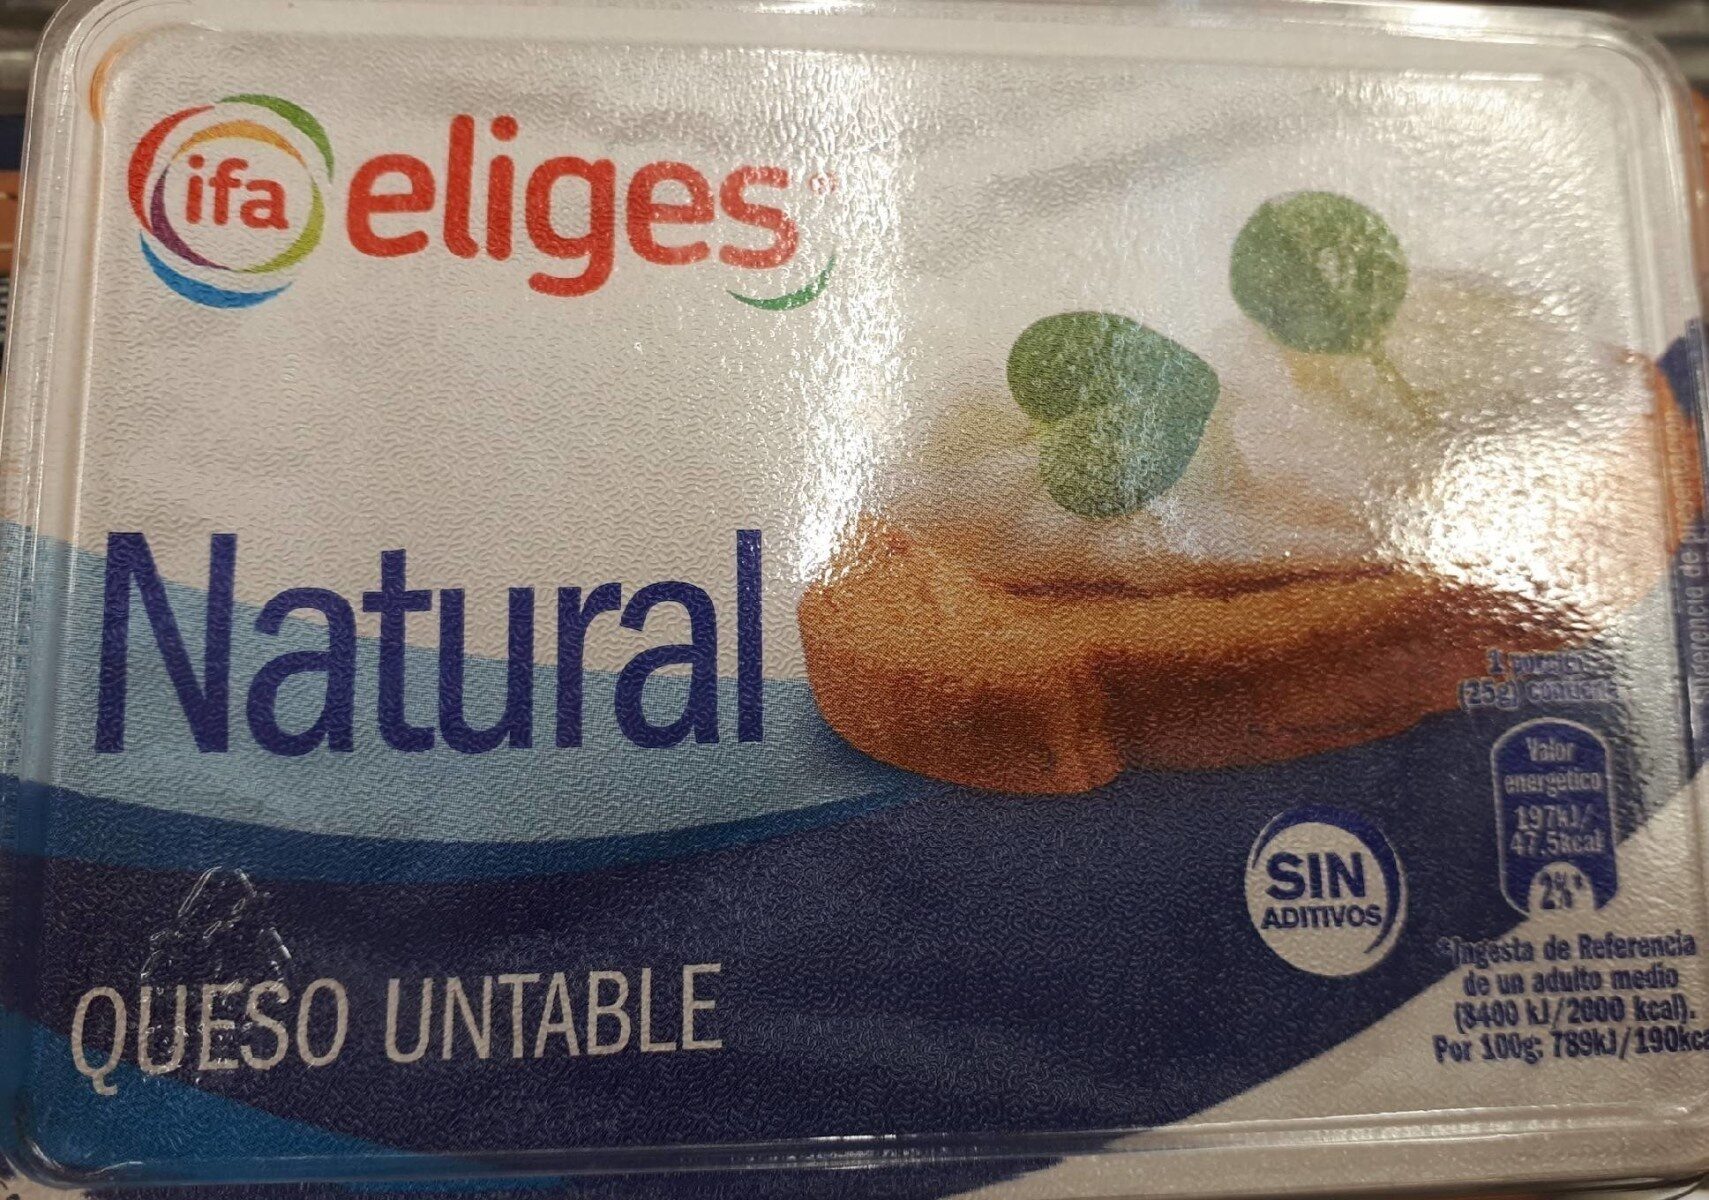 ifa eliges
Natural
QUESO UNTABLE
SIN
ADITIVOS
1 porción
(25g) contiene
Valor
energético
197kJ/
47.5kcal
2%*
*Ingesta de Referencia
de un adulto medio
(8400 kJ/2000 kcal).
Por 100g: 789kJ/190kca